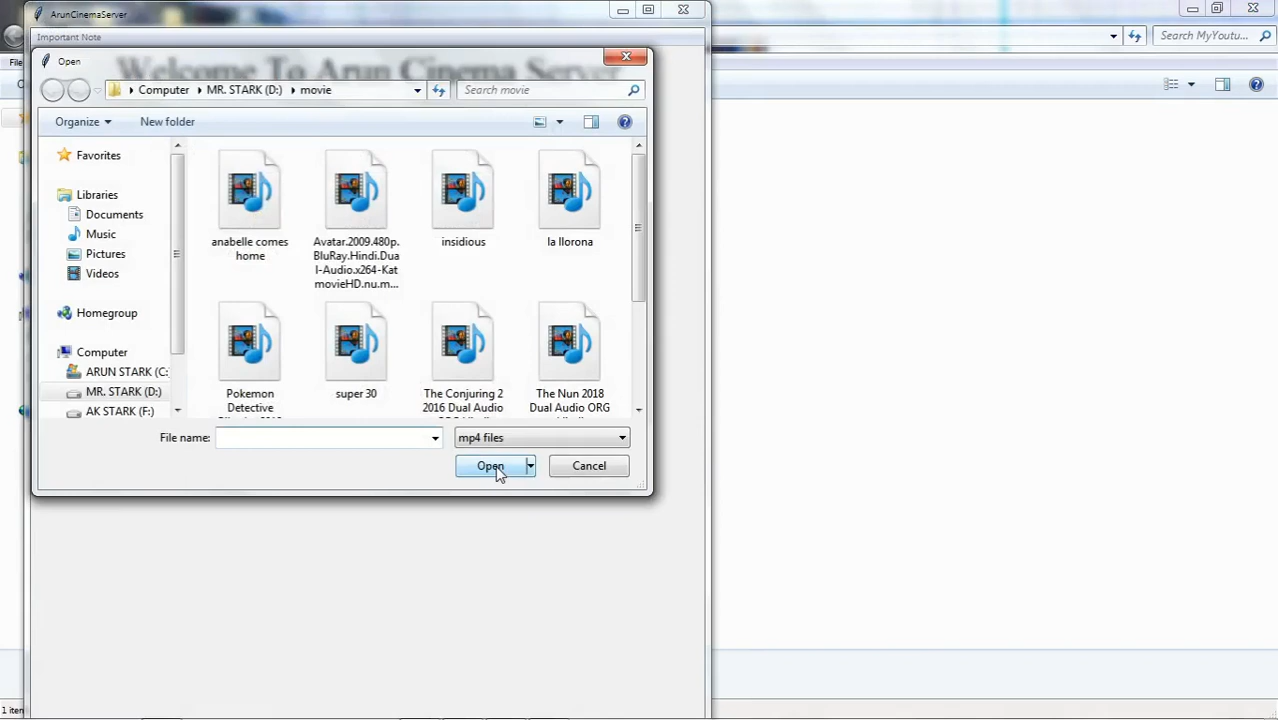 ArunCinemaServer
Important Note
Search MyYoutu...
Open
Welcome To Arun Cinema Server
Computer MR. STARK (D:) movie
Search movie
Organize
New folder
Favorites
Libraries
Documents
Music
Pictures
Videos
Homegroup
Computer
ARUN STARK (C:
MR. STARK (D:)
AK STARK (F:)
anabelle comes
home
Avatar.2009.480p.
BluRay.Hindi.Dua
l-Audio.x264-Kat
movieHD.nu.m...
insidious
la llorona
Pokemon
Detective
super 30
The Conjuring 2
2016 Dual Audio
The Nun 2018
Dual Audio ORG
File name:
mp4 files
Open
Cancel
File
1 item